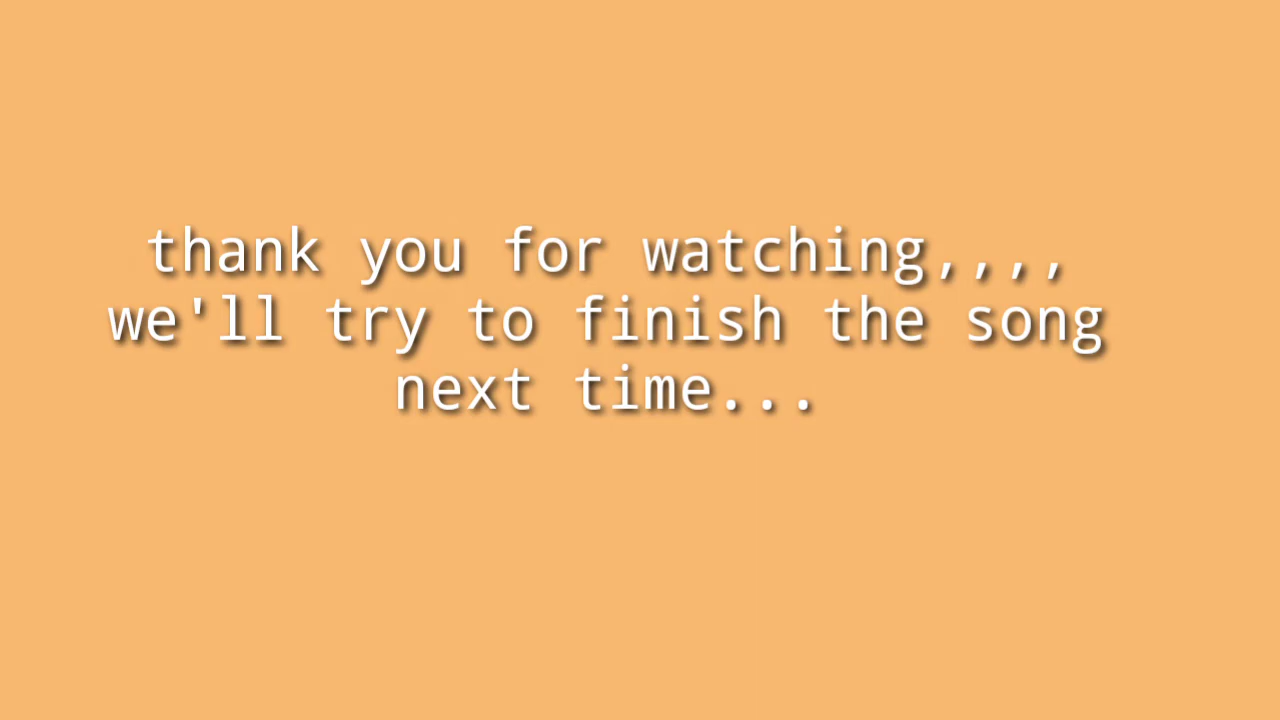 thank you for watching,,,,
we'll try to finish the song
next time...